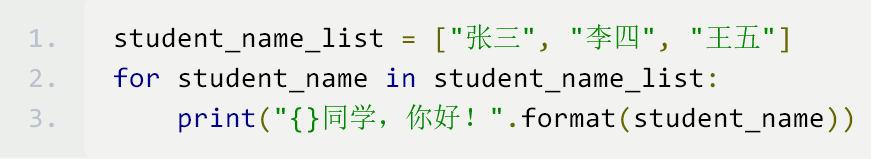 1. student_name_list = ["张三", "李四", "王五"]
2. for student_name in student_name_list:
3.     print("{}同学，你好！".format(student_name))